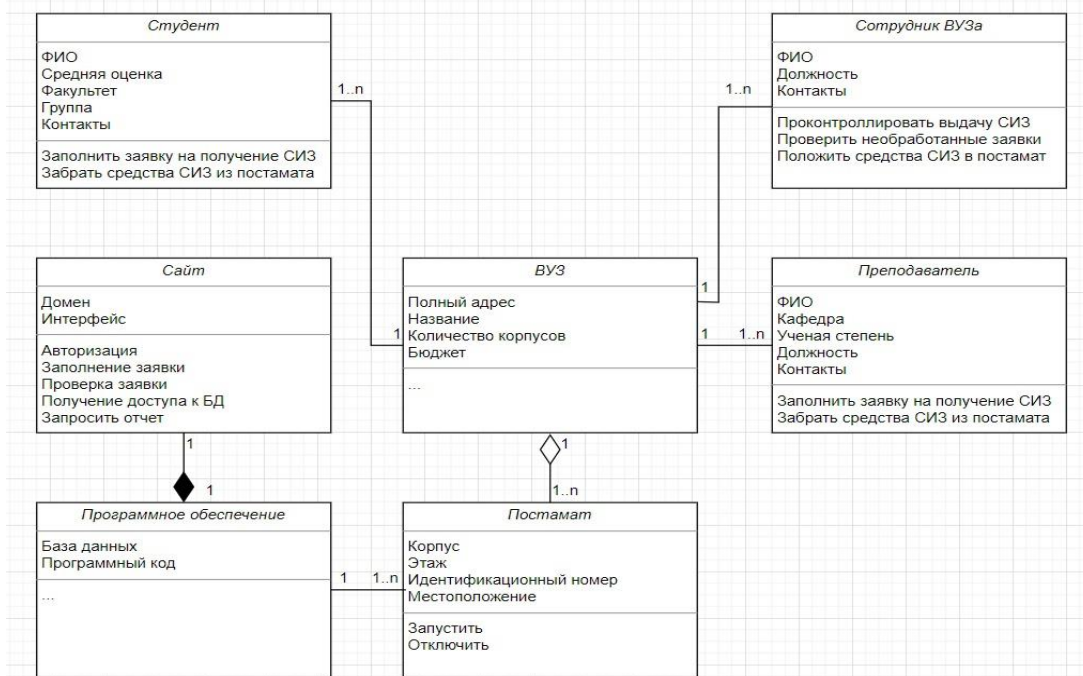 Студент
ФИО
Средняя оценка
Факультет
Группа
Контакты
Заполнить заявку на получение СИЗ
Забрать средства СИЗ из постамата
1..n
Сотрудник ВУЗа
ФИО
Должность
Контакты
Проконтроллировать выдачу СИЗ
Проверить необработанные заявки
Положить средства СИЗ в постамат
1..n
Сайт
Домен
Интерфейс
Авторизация
Заполнение заявки
Проверка заявки
Получение доступа к БД
Запросить отчет
1
ВУЗ
Полный адрес
Название
Количество корпусов
Бюджет
...
1
1
1
1..n
1
Преподаватель
ФИО
Кафедра
Ученая степень
Должность
Контакты
Заполнить заявку на получение СИЗ
Забрать средства СИЗ из постамата
1
Программное обеспечение
База данных
Программный код
...
1
1..n
1..n
Постамат
Корпус
Этаж
Идентификационный номер
Местоположение
Запустить
Отключить